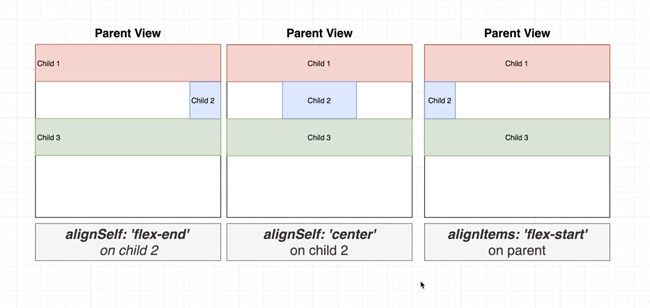 Parent View
Child 1
Child 2
Child 3
alignSelf: 'flex-end'
on child 2
Parent View
Child 1
Child 2
Child 3
alignSelf: 'center'
on child 2
Parent View
Child 1
Child 2
Child 3
alignItems: 'flex-start'
on parent